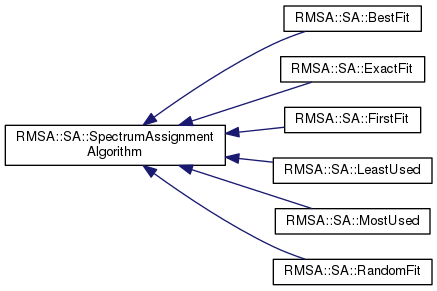 RMSA::SA::BestFit
RMSA::SA::ExactFit
RMSA::SA::FirstFit
RMSA::SA::SpectrumAssignment
Algorithm
RMSA::SA::LeastUsed
RMSA::SA::MostUsed
RMSA::SA::RandomFit